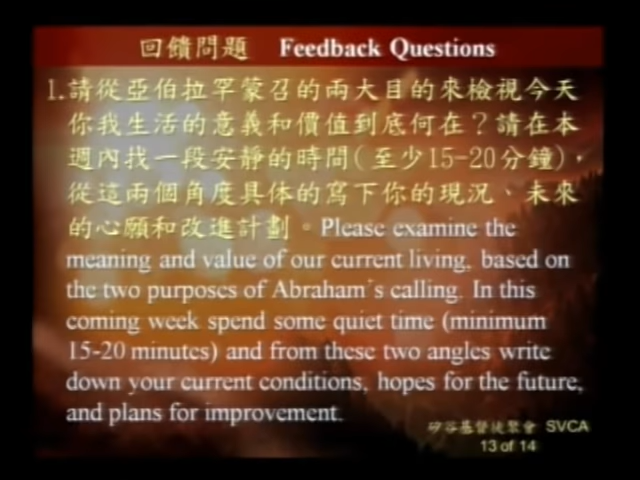 回饋問題 Feedback Questions
1.請從亞伯拉罕蒙召的兩大目的來檢視今天
你我生活的意義和價值到底何在？請在本
週內找一段安靜的時間(至少15-20分鐘)，
從這兩個角度具体的寫下你的現況、未來
的心願和改進計劃。Please examine the
meaning and value of our current living, based on
the two purposes of Abraham's calling. In this
coming week spend some quiet time (minimum
15-20 minutes) and from these two angles write
down your current conditions, hopes for the future,
and plans for improvement.
矽谷基督徒聚會 SVCA
13 of 14